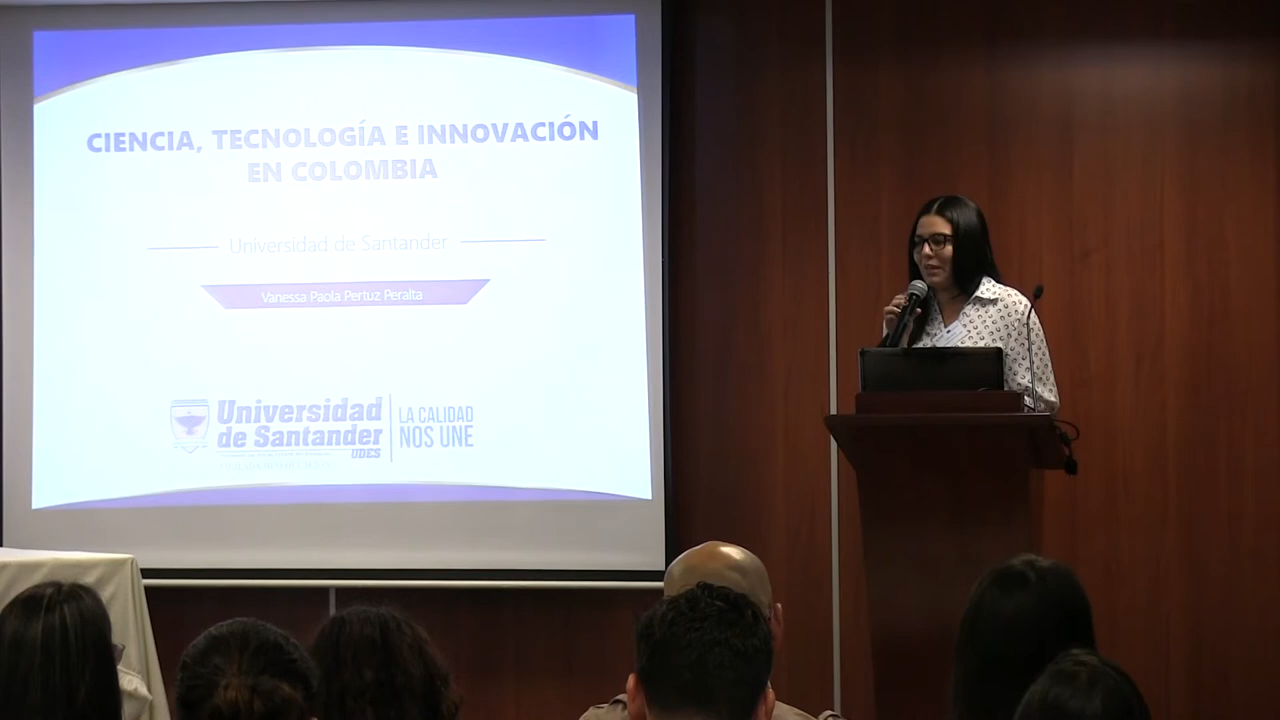 CIENCIA, TECNOLOGÍA E INNOVACIÓN
EN COLOMBIA
Universidad de Santander
Vanessa Paola Pertuz Peralta
Universidad
de Santander
UDES
LA CALIDAD
NOS UNE